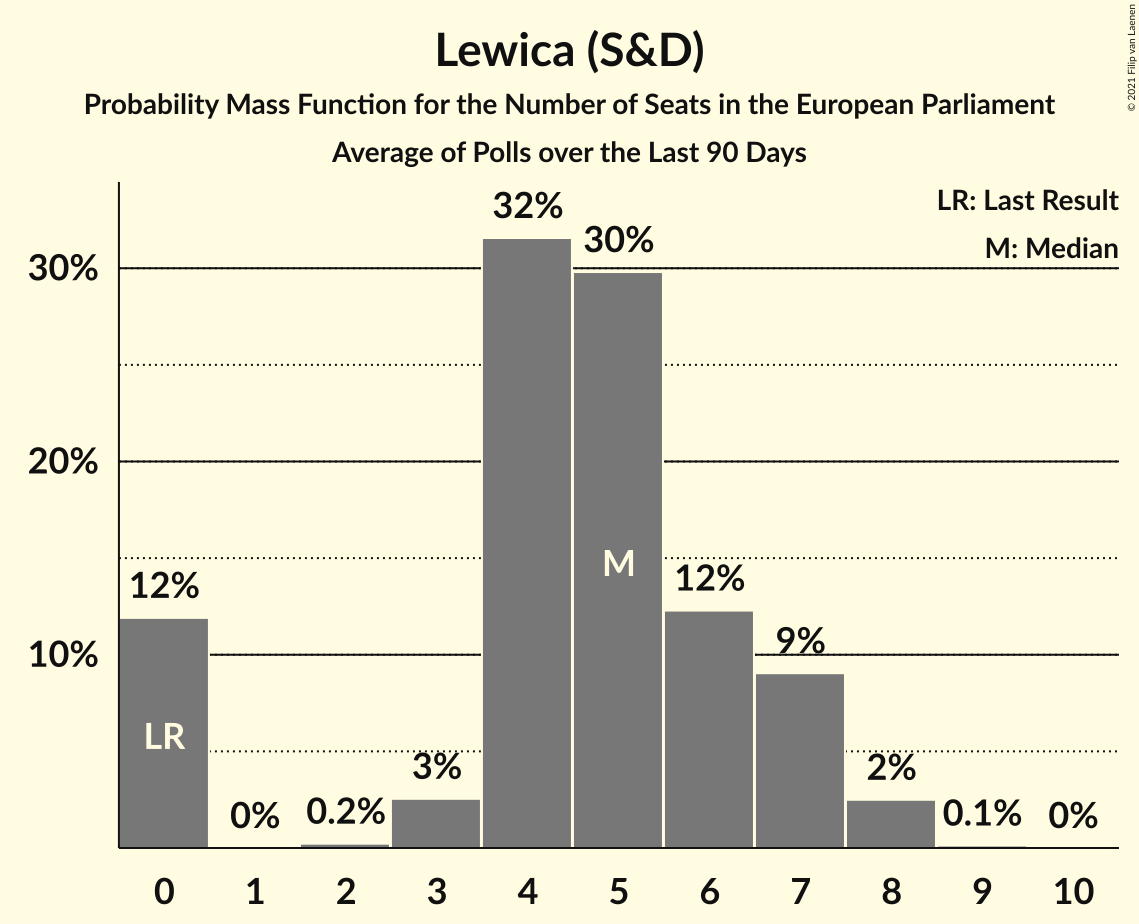 Lewica (S&D)
Probability Mass Function for the Number of Seats in the European Parliament
Average of Polls over the Last 90 Days
© 2021 Filip van Laenen
LR: Last Result
M: Median
30%
20%
10%
12%
0%
0.2%
3%
32%
30%
12%
9%
2%
0.1%
0%
LR
M
0 1 2 3 4 5 6 7 8 9 10